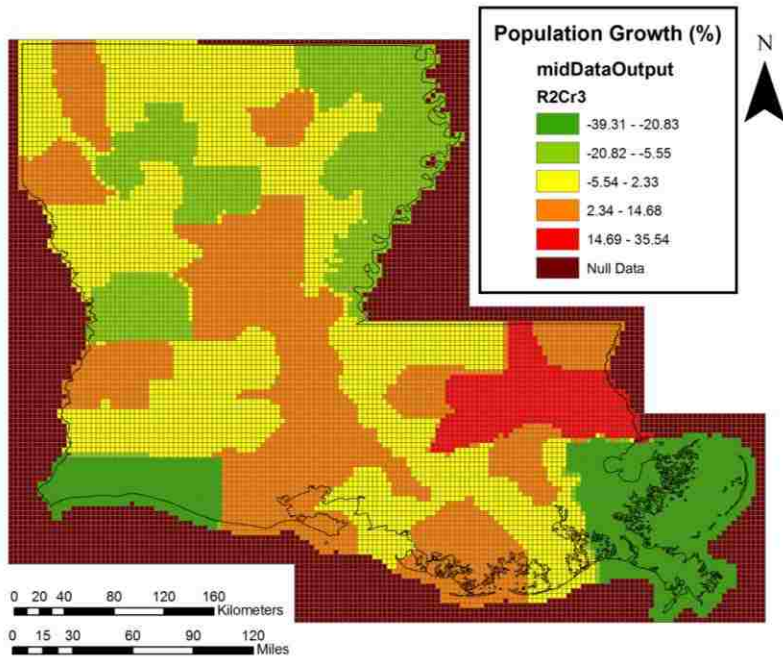 Population Growth (%)
N
midDataOutput
R2Cr3
-39.31 - -20.83
-20.82 - -5.55
-5.54 - 2.33
2.34 - 14.68
14.69 - 35.54
Null Data
0 20 40 80 120 160
Kilometers
0 15 30 60 90 120
Miles